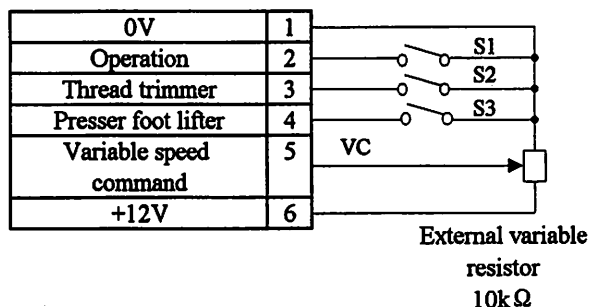 0V 1
Operation 2 S1
Thread trimmer 3 S2
Presser foot lifter 4 S3
Variable speed 5 VC
command
+12V 6
External variable
resistor
10kΩ